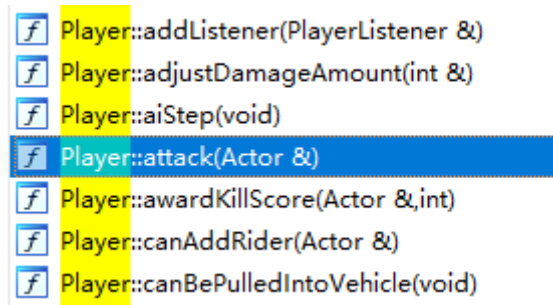 Player::addListener(PlayerListener &)
Player::adjustDamageAmount(int &)
Player::aiStep(void)
Player::attack(Actor &)
Player::awardKillScore(Actor &,int)
Player::canAddRider(Actor &)
Player::canBePulledIntoVehicle(void)